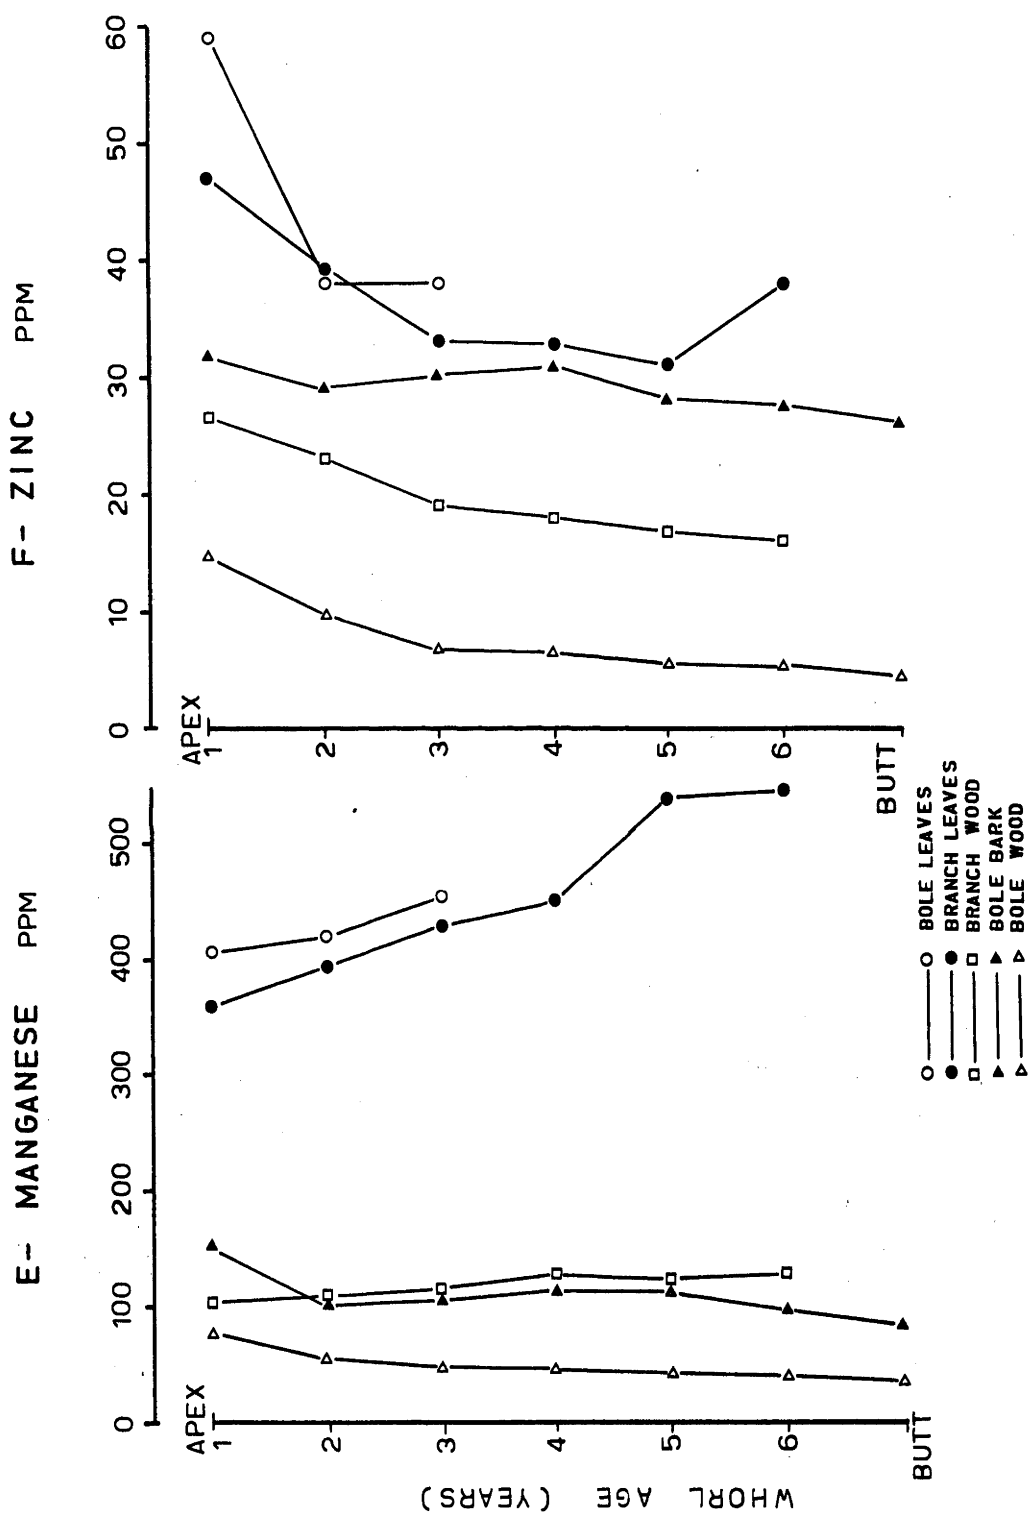 E- MANGANESE PPM
0 100 200 300 400 500
APEX
1
2
3
4
5
6
BUTT
WHORL AGE (YEARS)
F- ZINC PPM
0 10 20 30 40 50 60
APEX
1
2
3
4
5
6
BUTT
BOLE LEAVES
BRANCH LEAVES
BRANCH WOOD
BOLE BARK
BOLE WOOD